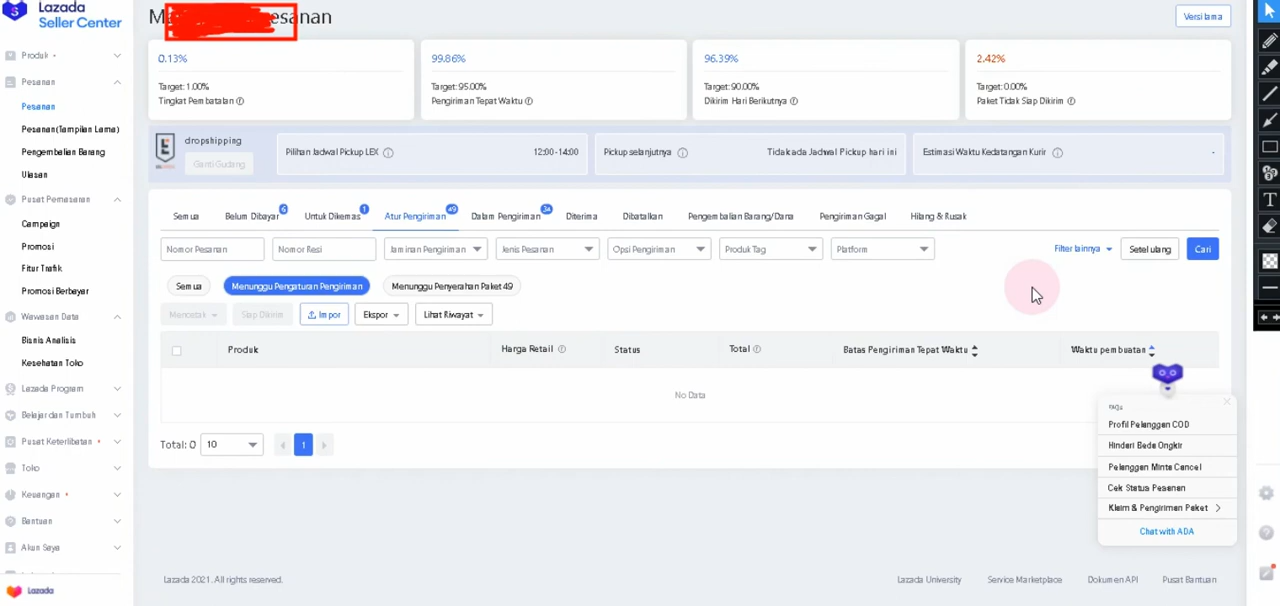 Lazada
Seller Center
Produk
Pesanan
Pesanan
Pesanan (Tampilan Lama)
Pengembalian Barang
Ulasan
Pusat Pemasaran
Campaign
Promosi
Fitur Trafik
Promosi Berbayar
Wawasan Data
Bisnis Analisis
Kesehatan Toko
Lazada Program
Belajar dan Tumbuh
Pusat Keterlibatan
Toko
Keuangan
Bantuan
Akun Saya
Lazada
esanan
Versi lama
0.13%
Target: 1.00%
Tingkat Pembatalan
99.86%
Target: 95.00%
Pengiriman Tepat Waktu
96.39%
Target: 90.00%
Dikirim Hari Berikutnya
2.42%
Target: 0.00%
Paket Tidak Siap Dikirim
dropshipping
Ganti Gudang
Pilihan Jadwal Pickup LEX 12:00-14:00
Pickup selanjutnya Tidak ada Jadwal Pickup hari ini
Estimasi Waktu Kedatangan Kurir -
Semua Belum Dibayar 6 Untuk Dikemas 1 Atur Pengiriman 49 Dalam Pengiriman 34 Diterima Dibatalkan Pengembalian Barang/Dana Pengiriman Gagal Hilang & Rusak
Nomor Pesanan Nomor Resi Jaminan Pengiriman Jenis Pesanan Opsi Pengiriman Produk Tag Platform Filter lainnya Setel ulang Cari
Semua Menunggu Pengaturan Pengiriman Menunggu Penyerahan Paket 49
Mencetak Siap Dikirim Impor Ekspor Lihat Riwayat
Produk Harga Retail Status Total Batas Pengiriman Tepat Waktu Waktu pembuatan
No Data
Total: 0 10 1
FAQs
Profil Pelanggan COD
Hindari Beda Ongkir
Pelanggan Minta Cancel
Cek Status Pesanan
Klaim & Pengiriman Paket
Chat with ADA
Lazada 2021. All rights reserved.
Lazada University Service Marketplace Dokumen API Pusat Bantuan